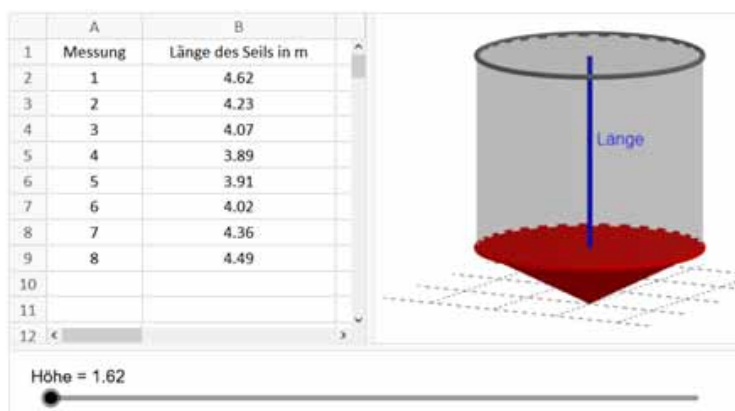 A B
1 Messung Länge des Seils in m
2 1 4.62
3 2 4.23
4 3 4.07
5 4 3.89
6 5 3.91
7 6 4.02
8 7 4.36
9 8 4.49
10
11
12
Länge
Höhe = 1.62